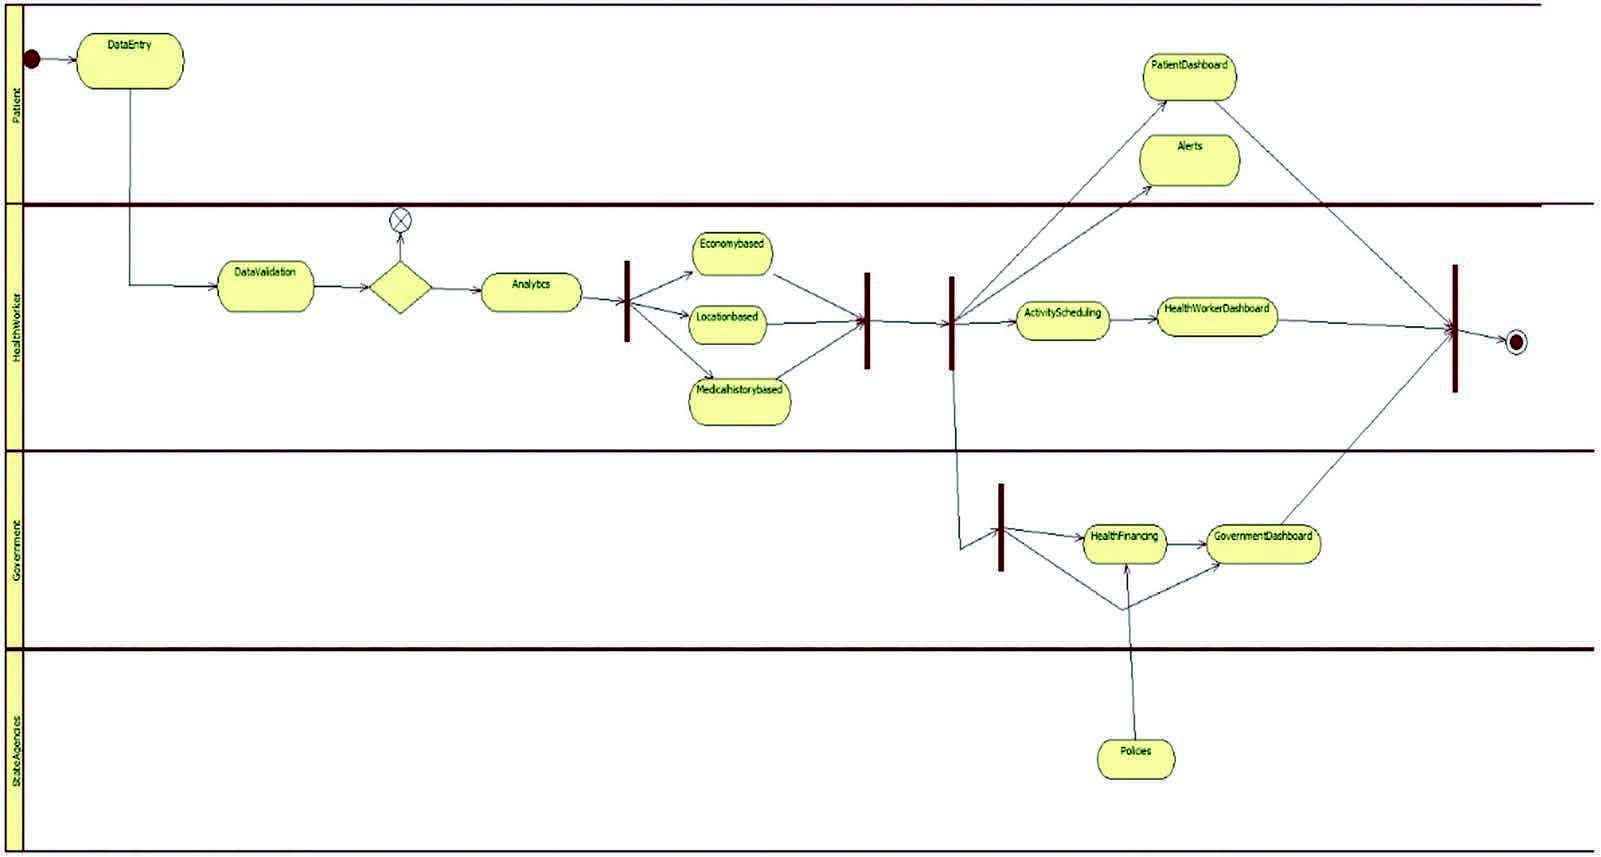 Patient
DataEntry
PatientDashboard
Alerts
HealthWorker
DataValidation
Analytics
Economybased
Locationbased
Medicalhistorybased
ActivityScheduling
HealthWorkerDashboard
Government
HealthFinancing
GovernmentDashboard
StateAgencies
Policies